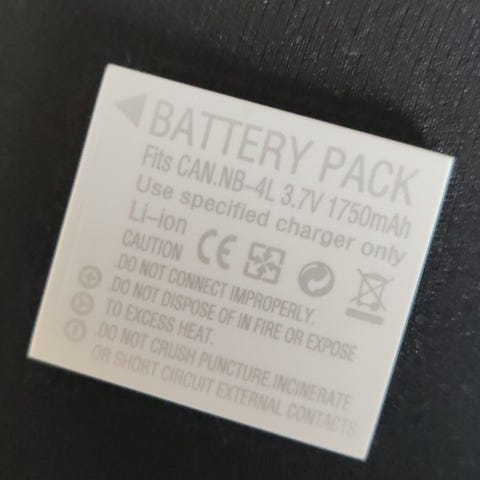 BATTERY PACK
Fits CAN.NB-4L 3.7V 1750mAh
Use specified charger only
Li-ion
CAUTION
.DO NOT CONNECT IMPROPERLY.
.DO NOT DISPOSE OF IN FIRE OR EXPOSE
TO EXCESS HEAT.
.DO NOT CRUSH PUNCTURE.INCINERATE
OR SHORT CIRCUIT EXTERNAL CONTACTS.